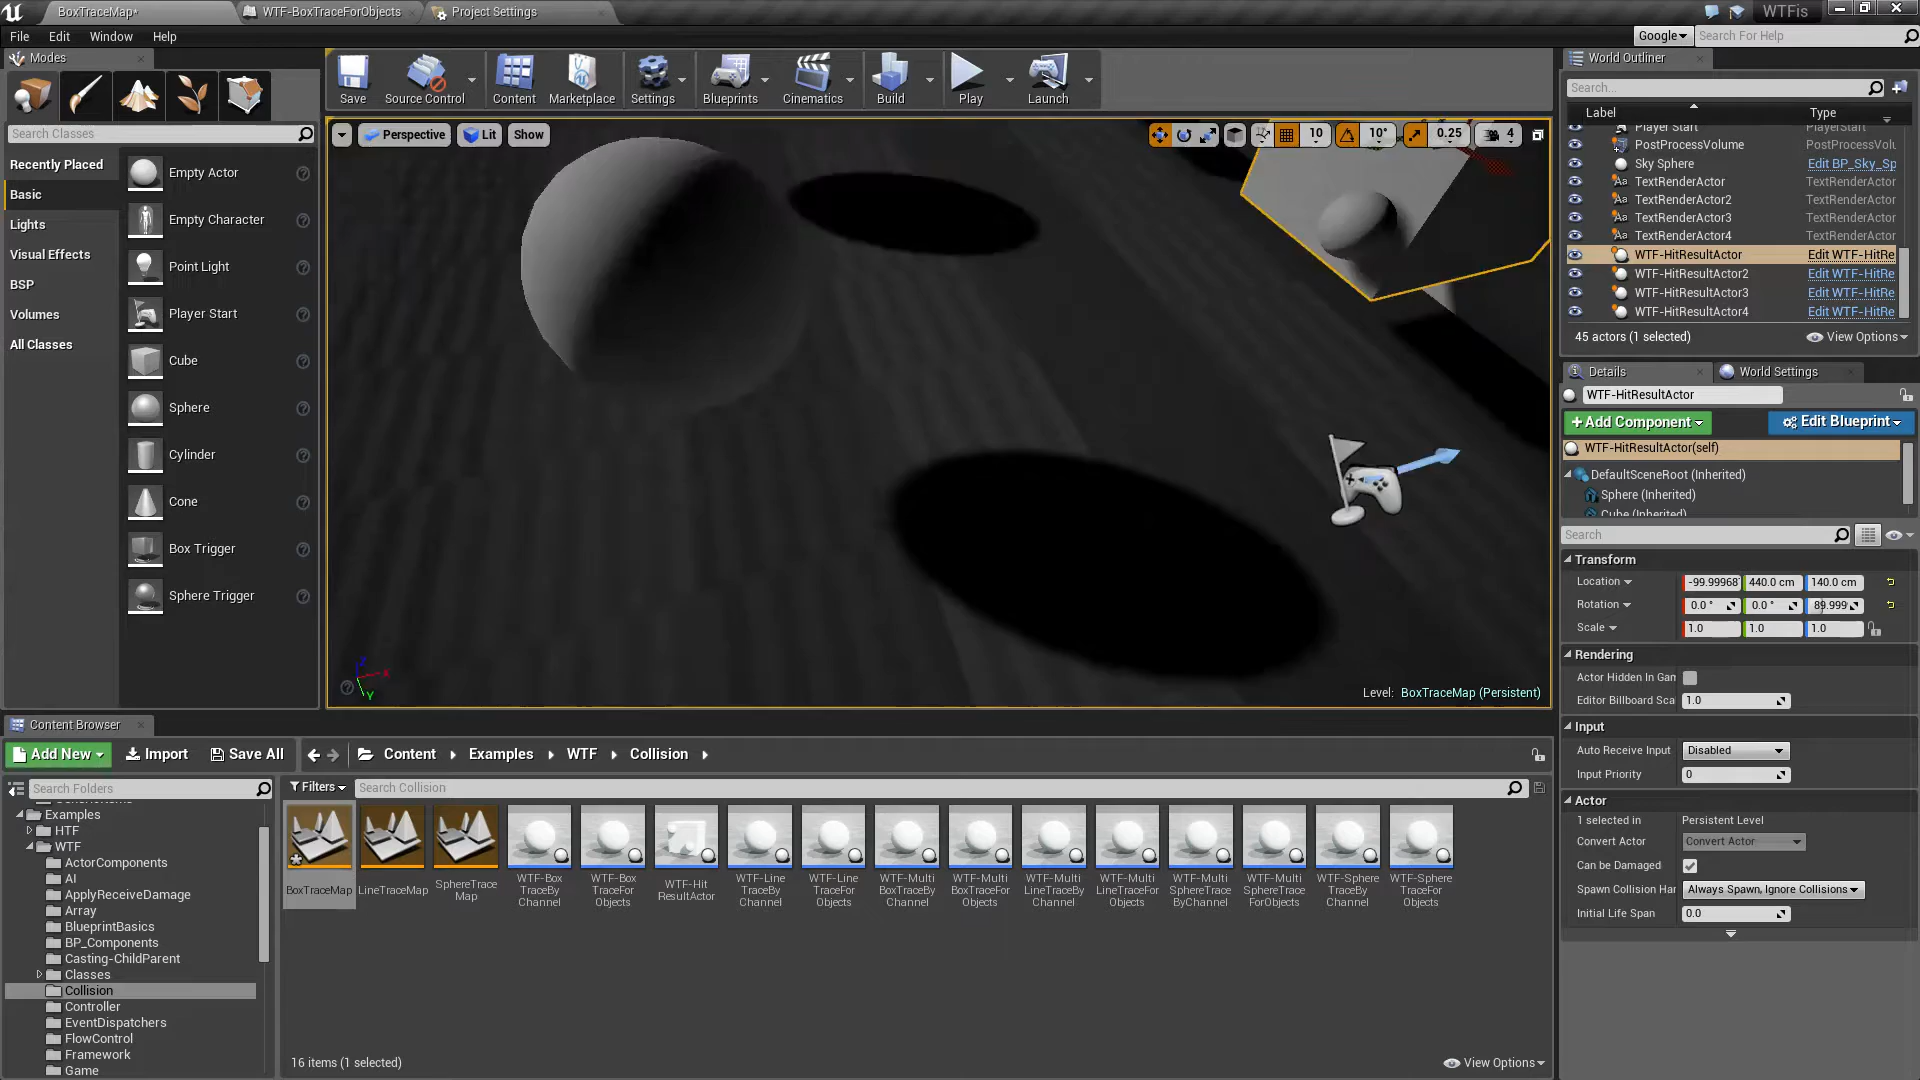 BoxTraceMap*
WTF-BoxTraceForObjects
Project Settings
WTFis
File
Edit
Window
Help
Google
Search For Help
Modes
Search Classes
Recently Placed
Basic
Lights
Visual Effects
BSP
Volumes
All Classes
Empty Actor
Empty Character
Point Light
Player Start
Cube
Sphere
Cylinder
Cone
Box Trigger
Sphere Trigger
Save
Source Control
Content
Marketplace
Settings
Blueprints
Cinematics
Build
Play
Launch
Perspective
Lit
Show
10
10°
0.25
4
Level: BoxTraceMap (Persistent)
World Outliner
Search...
Label
Type
Player Start
PlayerStart
PostProcessVolume
PostProcessVolu
Sky Sphere
Edit BP_Sky_Sp
TextRenderActor
TextRenderActor
TextRenderActor2
TextRenderActor
TextRenderActor3
TextRenderActor
TextRenderActor4
TextRenderActor
WTF-HitResultActor
Edit WTF-HitRe
WTF-HitResultActor2
Edit WTF-HitRe
WTF-HitResultActor3
Edit WTF-HitRe
WTF-HitResultActor4
Edit WTF-HitRe
45 actors (1 selected)
View Options
Details
World Settings
WTF-HitResultActor
+Add Component
Edit Blueprint
WTF-HitResultActor(self)
DefaultSceneRoot (Inherited)
Sphere (Inherited)
Cube (Inherited)
Search
Transform
Location
-99.99968
440.0 cm
140.0 cm
Rotation
0.0 °
0.0 °
89.999
Scale
1.0
1.0
1.0
Rendering
Actor Hidden In Gam
Editor Billboard Sca
1.0
Input
Auto Receive Input
Disabled
Input Priority
0
Actor
1 selected in
Persistent Level
Convert Actor
Convert Actor
Can be Damaged
Spawn Collision Han
Always Spawn, Ignore Collisions
Initial Life Span
0.0
Content Browser
Add New
Import
Save All
Content
Examples
WTF
Collision
Search Folders
Filters
Search Collision
Examples
HTF
WTF
ActorComponents
AI
ApplyReceiveDamage
Array
BlueprintBasics
BP_Components
Casting-ChildParent
Classes
Collision
Controller
EventDispatchers
FlowControl
Framework
Game
BoxTraceMap
LineTraceMap
SphereTrace
Map
WTF-Box
TraceBy
Channel
WTF-Box
TraceFor
Objects
WTF-Hit
ResultActor
WTF-Line
TraceBy
Channel
WTF-Line
TraceFor
Objects
WTF-Multi
BoxTraceBy
Channel
WTF-Multi
BoxTraceFor
Objects
WTF-Multi
LineTraceBy
Channel
WTF-Multi
LineTraceFor
Objects
WTF-Multi
SphereTrace
ByChannel
WTF-Multi
SphereTrace
ForObjects
WTF-Sphere
TraceBy
Channel
WTF-Sphere
TraceFor
Objects
16 items (1 selected)
View Options